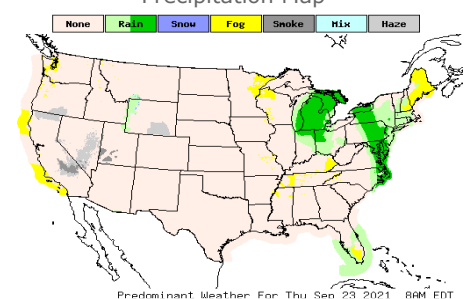 Precipitation Map
None Rain Snow Fog Smoke Mix Haze
Predominant Weather For Thu Sep 23 2021 8AM EDT